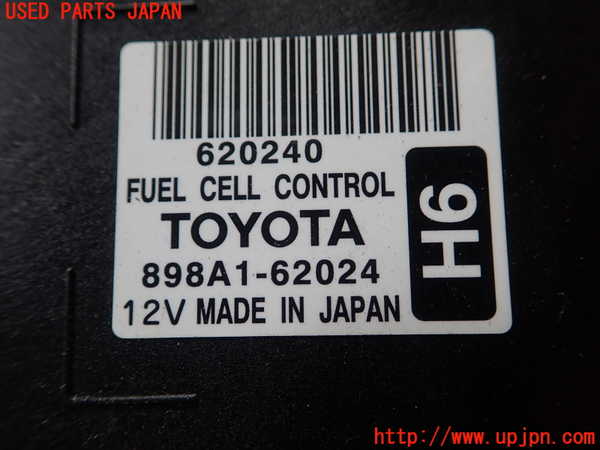 USED PARTS JAPAN
620240
FUEL CELL CONTROL
TOYOTA
898A1-62024
12V MADE IN JAPAN
H6
http://www.upjpn.com